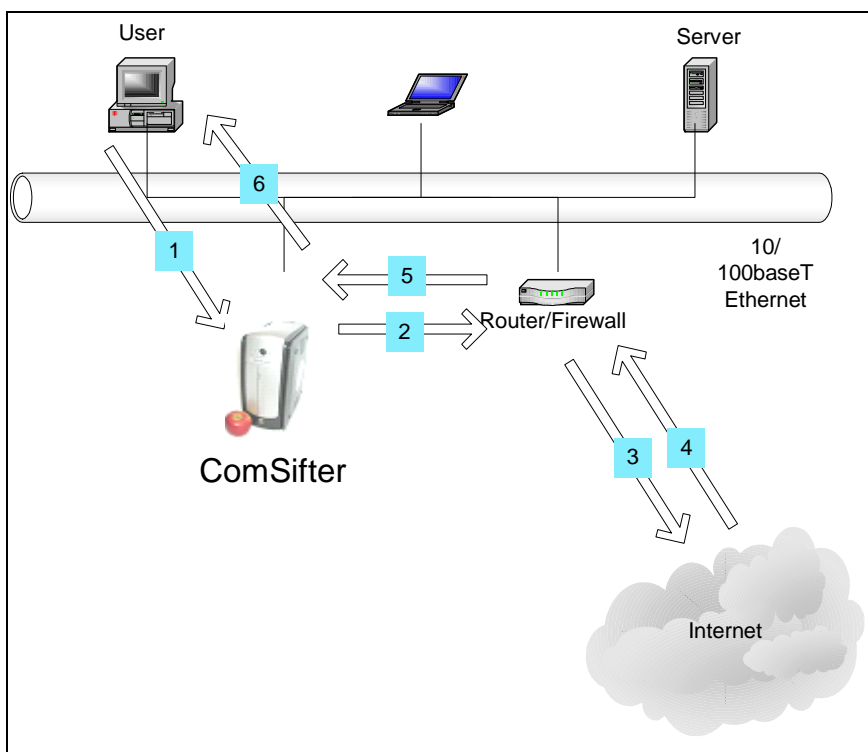 User
Server
6
1
10/
100baseT
Ethernet
5
Router/Firewall
2
ComSifter
3
4
Internet